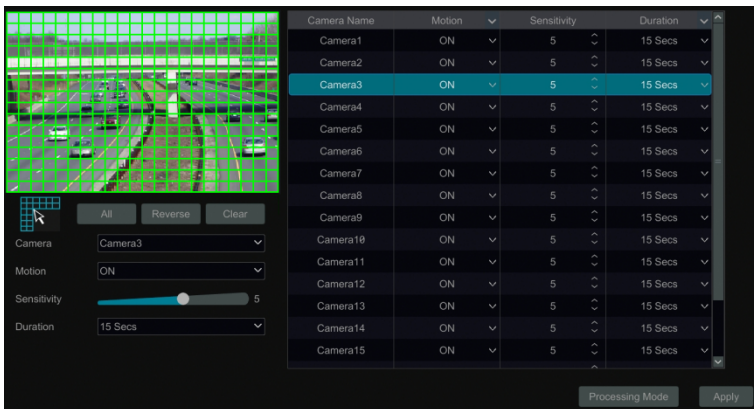 Camera Name Motion Sensitivity Duration
Camera1 ON 5 15 Secs
Camera2 ON 5 15 Secs
Camera3 ON 5 15 Secs
Camera4 ON 5 15 Secs
Camera5 ON 5 15 Secs
Camera6 ON 5 15 Secs
Camera7 ON 5 15 Secs
Camera8 ON 5 15 Secs
Camera9 ON 5 15 Secs
Camera10 ON 5 15 Secs
Camera11 ON 5 15 Secs
Camera12 ON 5 15 Secs
Camera13 ON 5 15 Secs
Camera14 ON 5 15 Secs
Camera15 ON 5 15 Secs
All Reverse Clear
Camera Camera3
Motion ON
Sensitivity 5
Duration 15 Secs
Processing Mode Apply